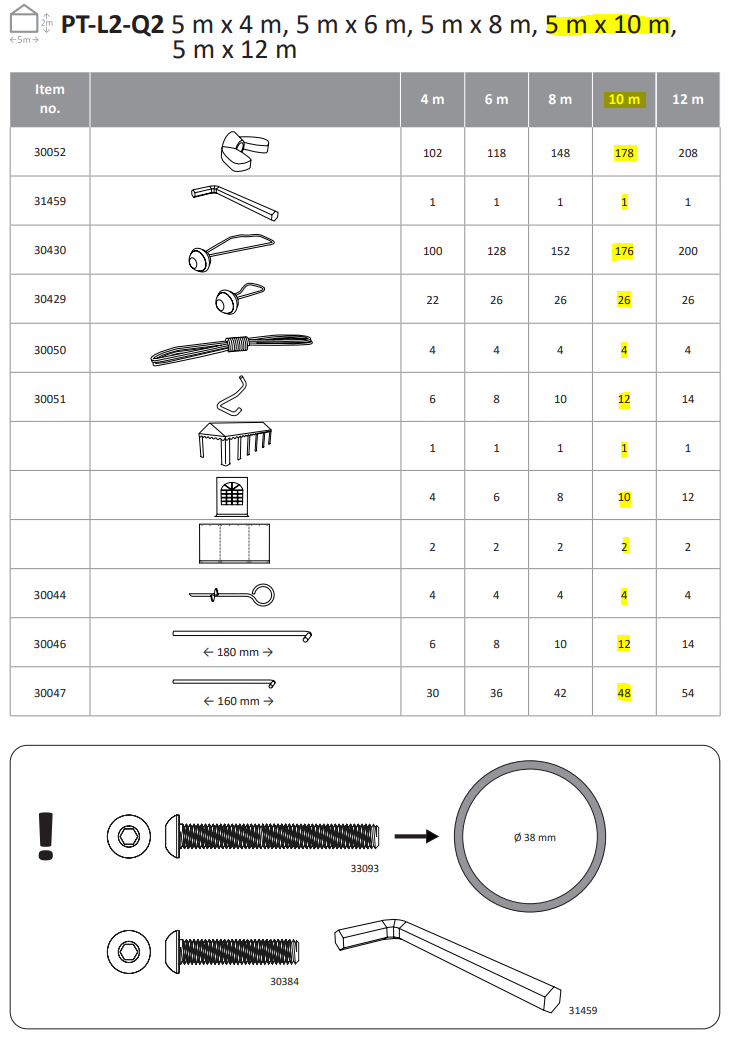 2m
5m
PT-L2-Q2 5 m x 4 m, 5 m x 6 m, 5 m x 8 m, 5 m x 10 m,
5 m x 12 m
Item no. 4 m 6 m 8 m 10 m 12 m
30052 102 118 148 178 208
31459 1 1 1 1 1
30430 100 128 152 176 200
30429 22 26 26 26 26
30050 4 4 4 4 4
30051 6 8 10 12 14
1 1 1 1 1
4 6 8 10 12
2 2 2 2 2
30044 4 4 4 4 4
30046 ← 180 mm → 6 8 10 12 14
30047 ← 160 mm → 30 36 42 48 54
!
33093
Ø 38 mm
30384
31459